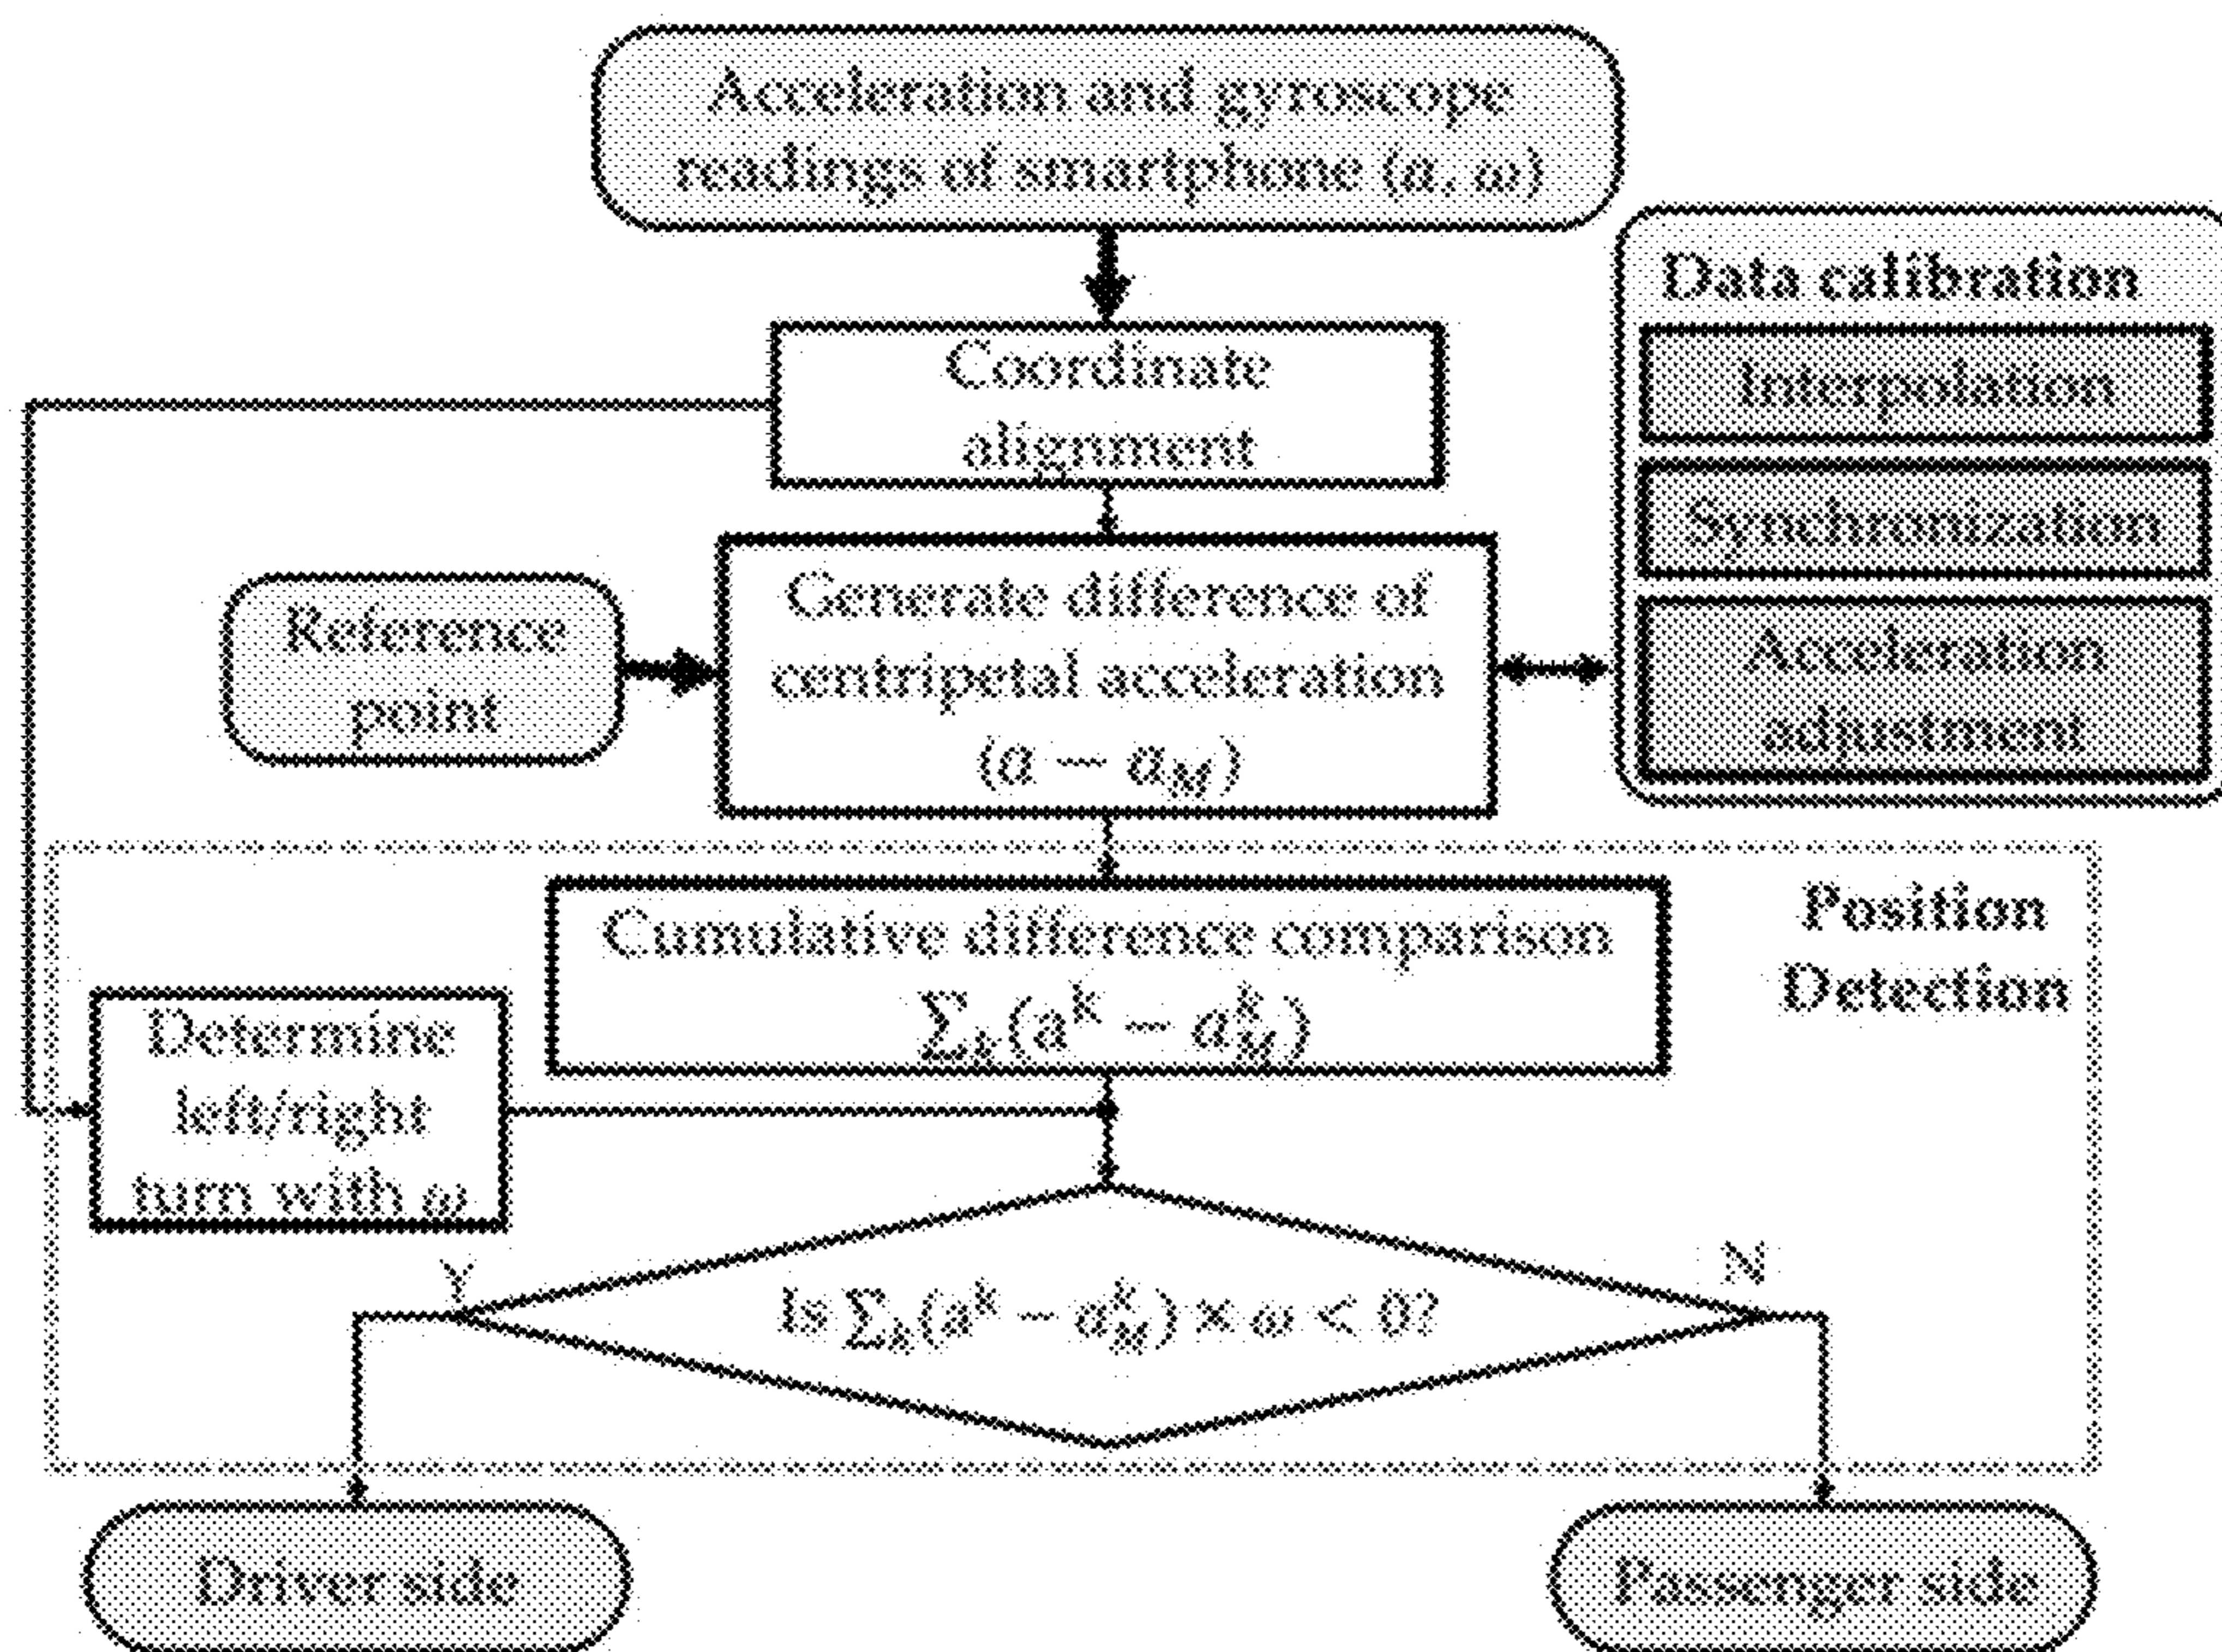 Acceleration and gyroscope
readings of smartphone (a, ω)
Data calibration
Interpolation
Synchronization
Acceleration
adjustment
Coordinate
alignment
Reference
point
Generate difference of
centripetal acceleration
(a − a_M)
Position
Detection
Cumulative difference comparison
∑_k(a^k − a_M^k)
Determine
left/right
turn with ω
Y
Is ∑_k(a^k − a_M^k) × ω < 0?
N
Driver side
Passenger side